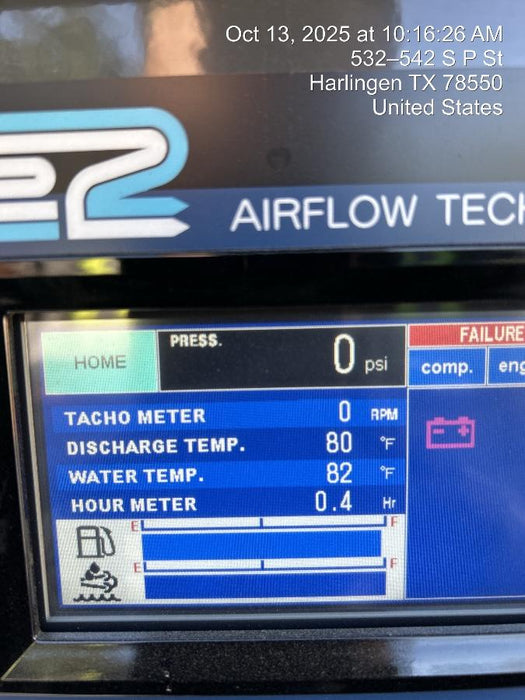 Oct 13, 2025 at 10:16:26 AM
532–542 S P St
Harlingen TX 78550
United States
AIRFLOW TECH
HOME
PRESS. 0 psi
FAILURE
comp. eng
TACHO METER 0 RPM
DISCHARGE TEMP. 80 °F
WATER TEMP. 82 °F
HOUR METER 0.4 Hr
E F
E F